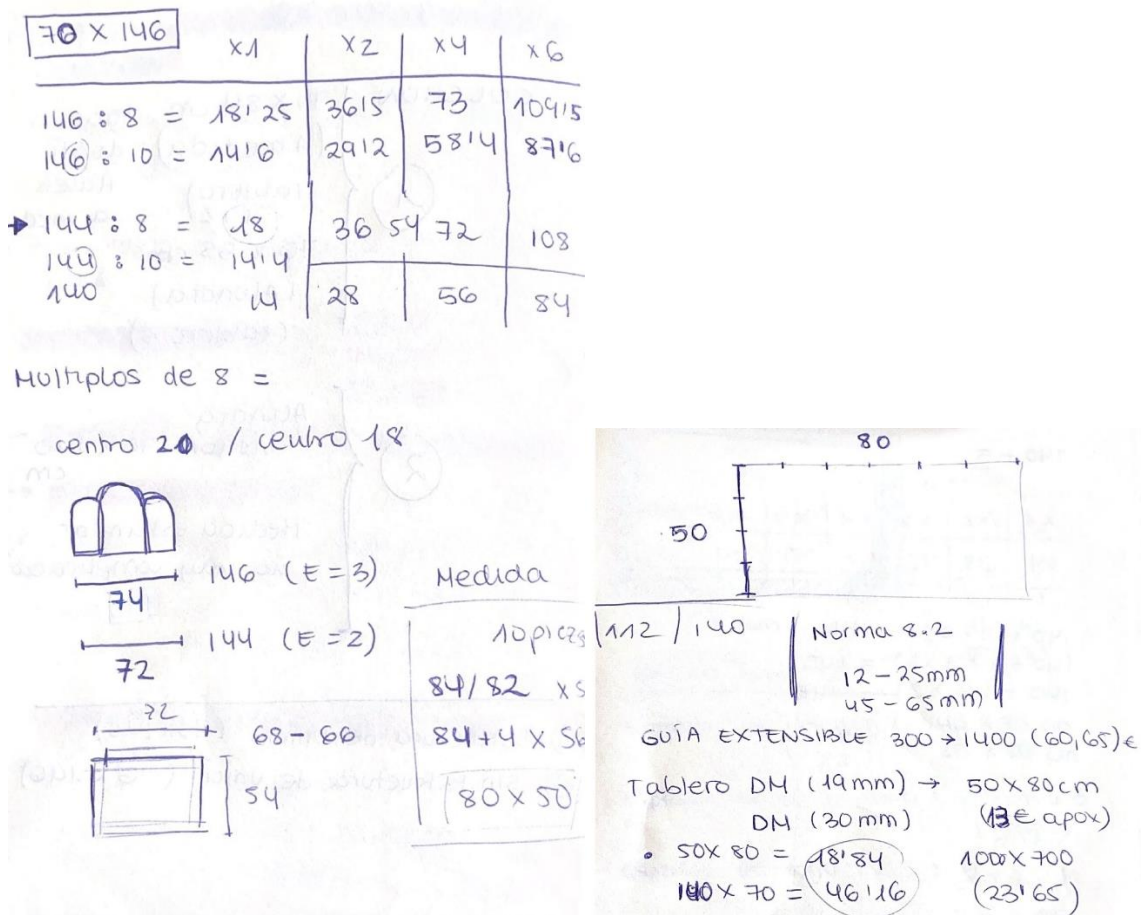 70 x 146
x1 x2 x4 x6
146 : 8 = 18'25 36'5 73 109'5
146 : 10 = 14'6 29'2 58'4 87'6
144 : 8 = 18 36 54 72 108
144 : 10 = 14'4
140 14 28 56 84
Multiplos de 8 =
centro 20 / centro 18
146 (E = 3)
74
144 (E = 2)
72
72
68 - 66
54
Medida
10 piezas
84/82 x 5
84+4 x 56
80 x 50
80
50
112 / 140
Norma 8.2
12 - 25mm
45 - 65mm
GUÍA EXTENSIBLE 300 > 1400 (60,65)€
Tablero DM (19mm) → 50x80cm
DM (30mm) (13€ apox)
• 50x 80 = 18'84 1000x 700
140 x 70 = 46'16 (23'65)